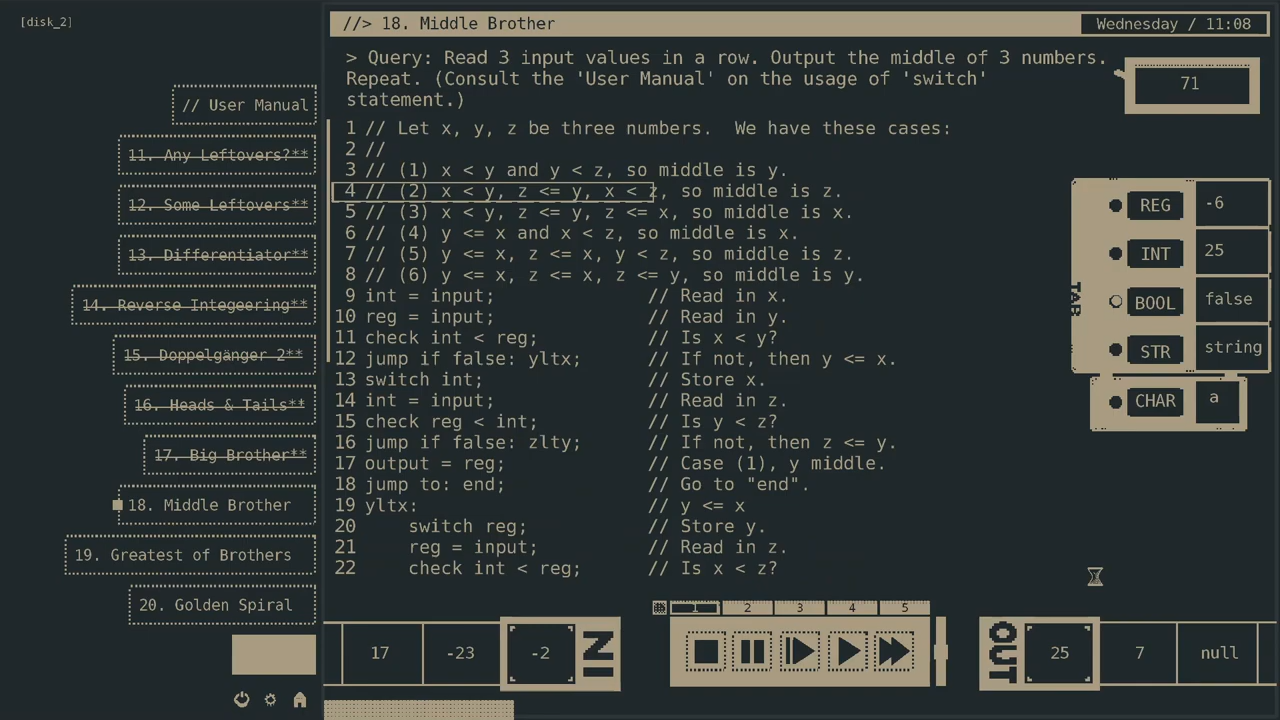 [disk_2]
// User Manual
11. Any Leftovers?**
12. Some Leftovers**
13. Differentiator**
14. Reverse Integeering**
15. Doppelgänger 2**
16. Heads & Tails**
17. Big Brother**
18. Middle Brother
19. Greatest of Brothers
20. Golden Spiral
//> 18. Middle Brother
Wednesday / 11:08
> Query: Read 3 input values in a row. Output the middle of 3 numbers.
Repeat. (Consult the 'User Manual' on the usage of 'switch'
statement.)
71
1 // Let x, y, z be three numbers.  We have these cases:
2 //
3 // (1) x < y and y < z, so middle is y.
4 // (2) x < y, z <= y, x < z, so middle is z.
5 // (3) x < y, z <= y, z <= x, so middle is x.
6 // (4) y <= x and x < z, so middle is x.
7 // (5) y <= x, z <= x, y < z, so middle is z.
8 // (6) y <= x, z <= x, z <= y, so middle is y.
9 int = input; // Read in x.
10 reg = input; // Read in y.
11 check int < reg; // Is x < y?
12 jump if false: yltx; // If not, then y <= x.
13 switch int; // Store x.
14 int = input; // Read in z.
15 check reg < int; // Is y < z?
16 jump if false: zlty; // If not, then z <= y.
17 output = reg; // Case (1), y middle.
18 jump to: end; // Go to "end".
19 yltx: // y <= x
20 switch reg; // Store y.
21 reg = input; // Read in z.
22 check int < reg; // Is x < z?
REG -6
INT 25
BOOL false
STR string
CHAR a
1 2 3 4 5
17 -23 -2 IN
OUT 25 7 null